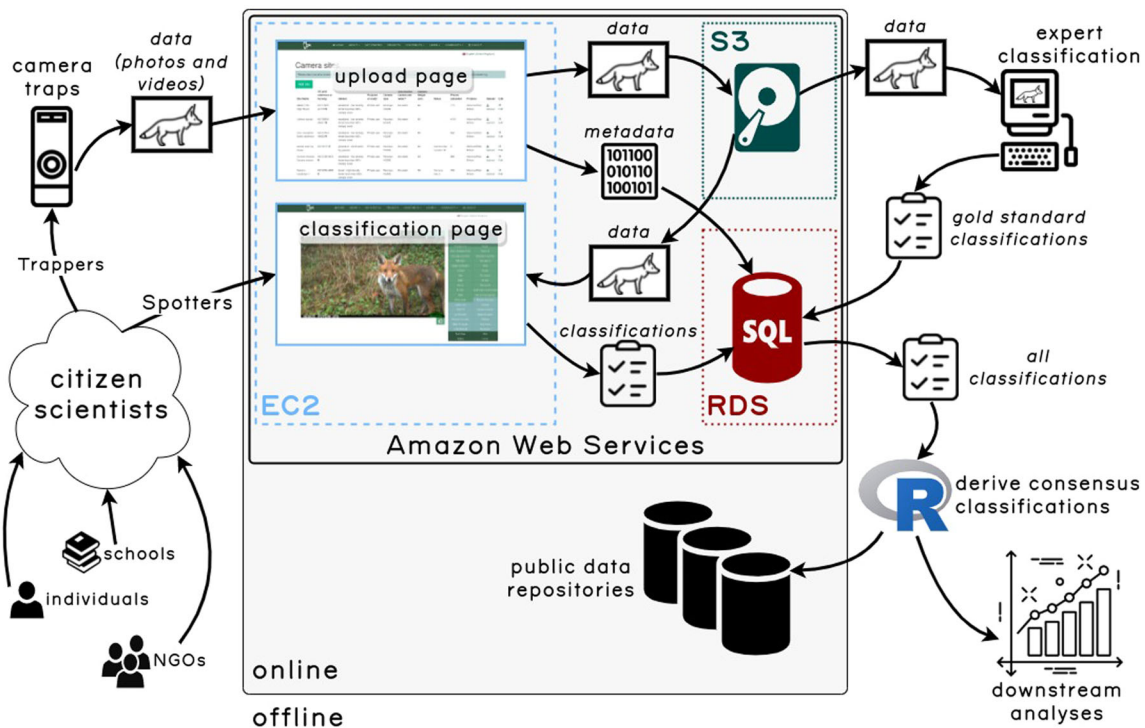 camera
traps
data
(photos and
videos)
Camera sites
upload page
data
S3
data
expert
classification
metadata
101100
010110
100101
classification page
data
gold standard
classifications
Trappers
Spotters
citizen
scientists
classifications
SQL
all
classifications
EC2
RDS
Amazon Web Services
R
derive consensus
classifications
public data
repositories
schools
individuals
NGOs
online
offline
downstream
analyses